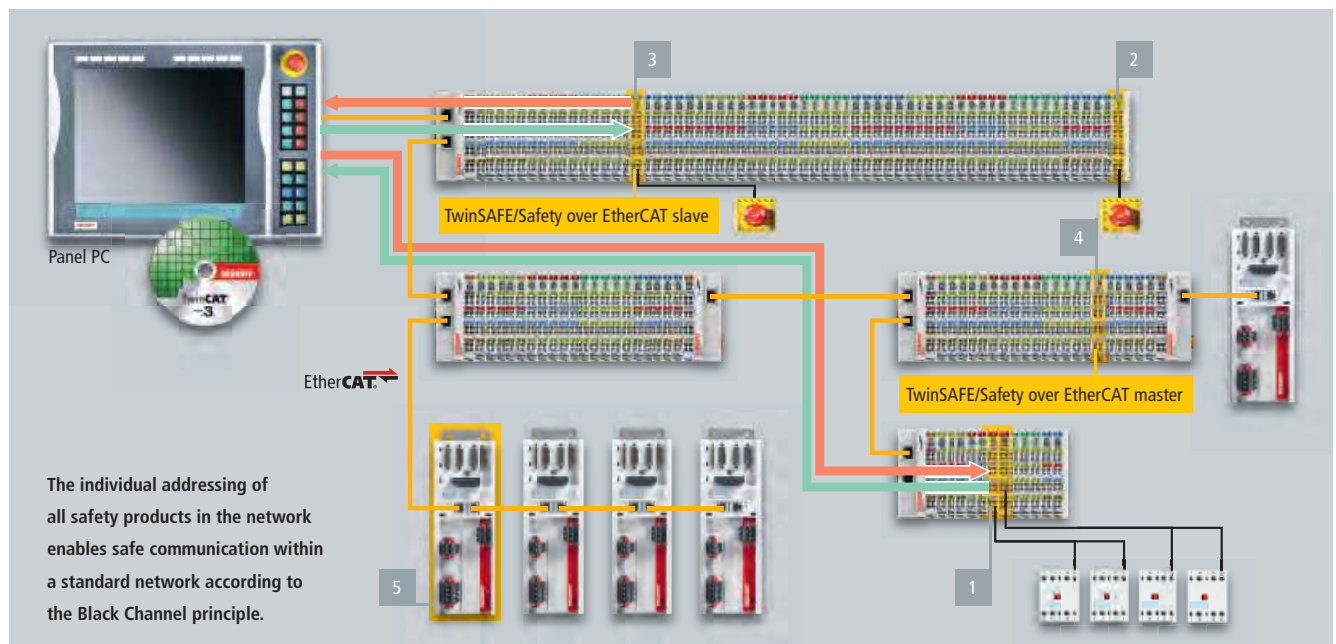 3
2
TwinSAFE/Safety over EtherCAT slave
4
Panel PC
TwinCAT
3
EtherCAT
TwinSAFE/Safety over EtherCAT master
The individual addressing of
all safety products in the network
enables safe communication within
a standard network according to
the Black Channel principle.
5
1